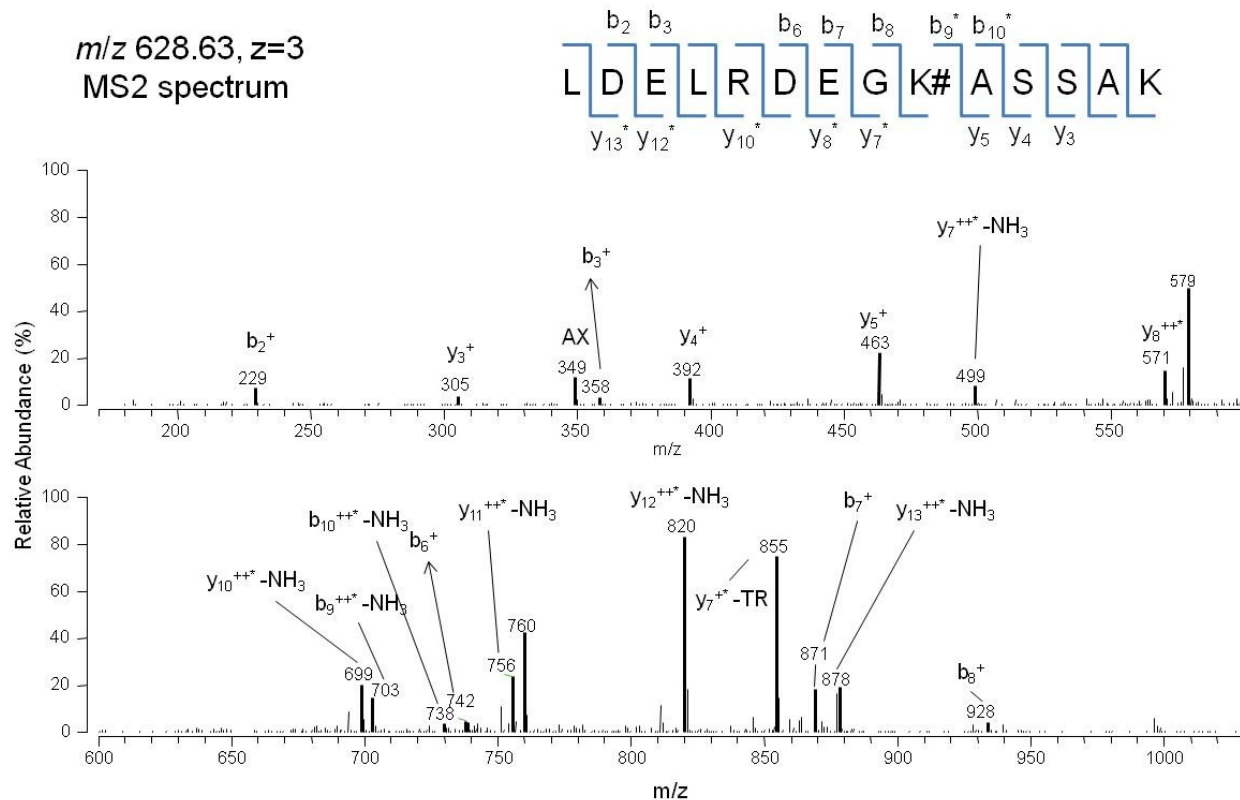 m/z 628.63, z=3
MS2 spectrum
b2 b3 b6 b7 b8 b9* b10*
L D E L R D E G K# A S S A K
y13* y12* y10* y8* y7* y5 y4 y3
Relative Abundance (%)
100
80
60
40
20
0
b2+
229
y3+
305
AX
349
b3+
358
y4+
392
y5+
463
y7++* -NH3
499
y8++*
571
579
200 250 300 350 400 450 500 550
m/z
100
80
60
40
20
0
y10++* -NH3
699
b9++* -NH3
703
b10++* -NH3
738
b6+
742
y11++* -NH3
756
760
y12++* -NH3
820
y7+* -TR
855
b7+
871
y13++* -NH3
878
b8+
928
600 650 700 750 800 850 900 950 1000
m/z